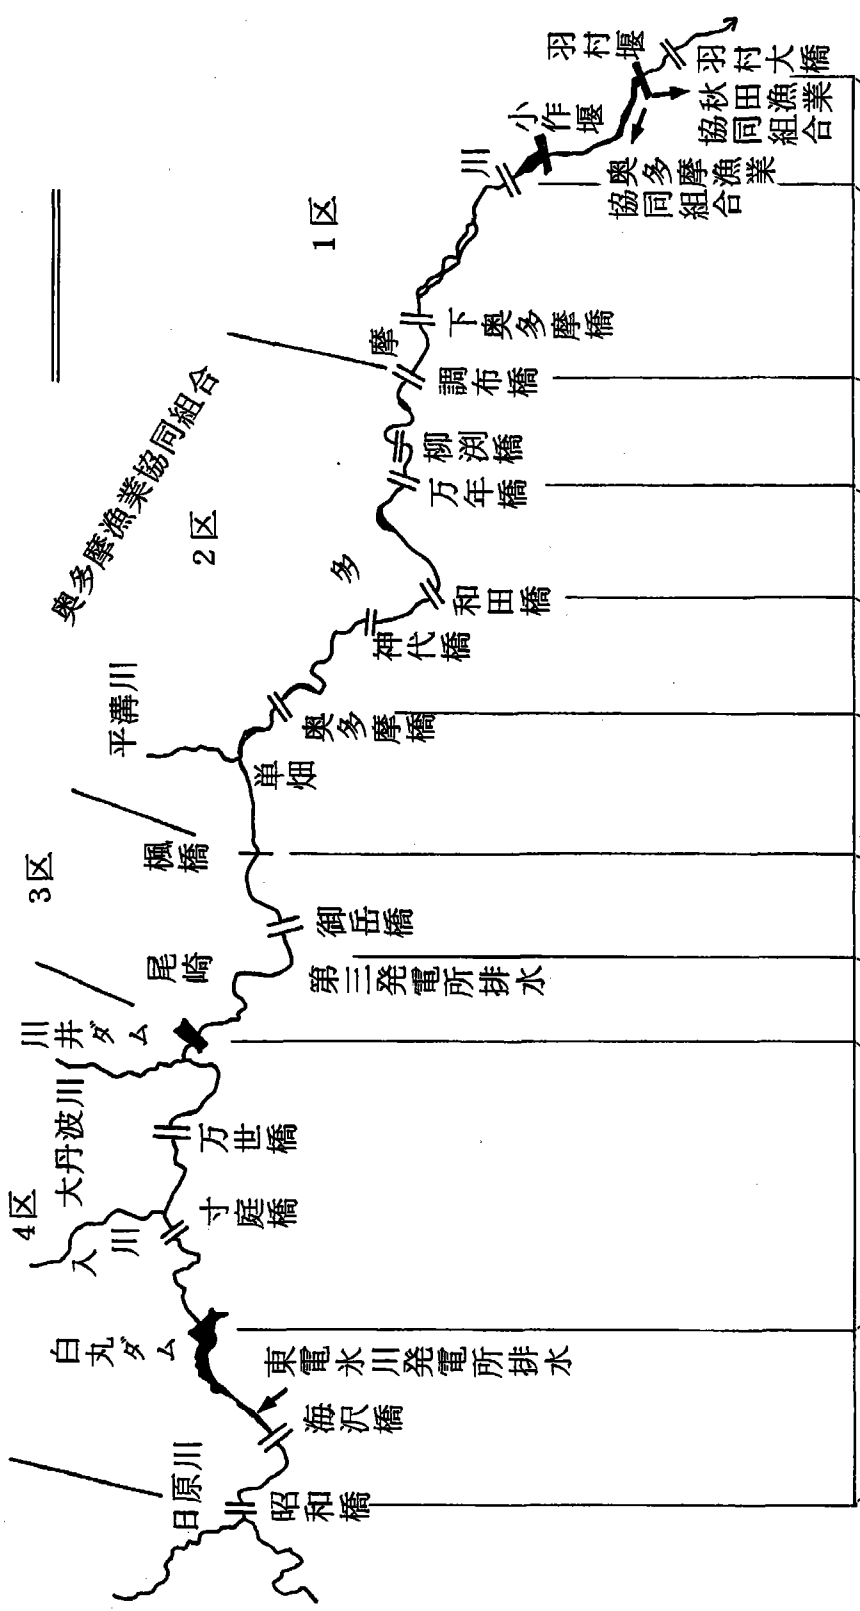 羽村堰
羽村大橋
秋田漁業
協同組合
小作堰
川
奥多摩漁業
協同組合
1区
下奥多摩橋
摩
調布橋
奥多摩漁業協同組合
柳渕橋
万年橋
2区
多
和田橋
神代橋
平溝川
奥多摩橋
単畑
楓橋
3区
御岳橋
尾崎
第三発電所排水
川井ダム
大丹波川
万世橋
4区
寸庭橋
入川
白丸ダム
東電氷川発電所排水
海沢橋
日原川
昭和橋